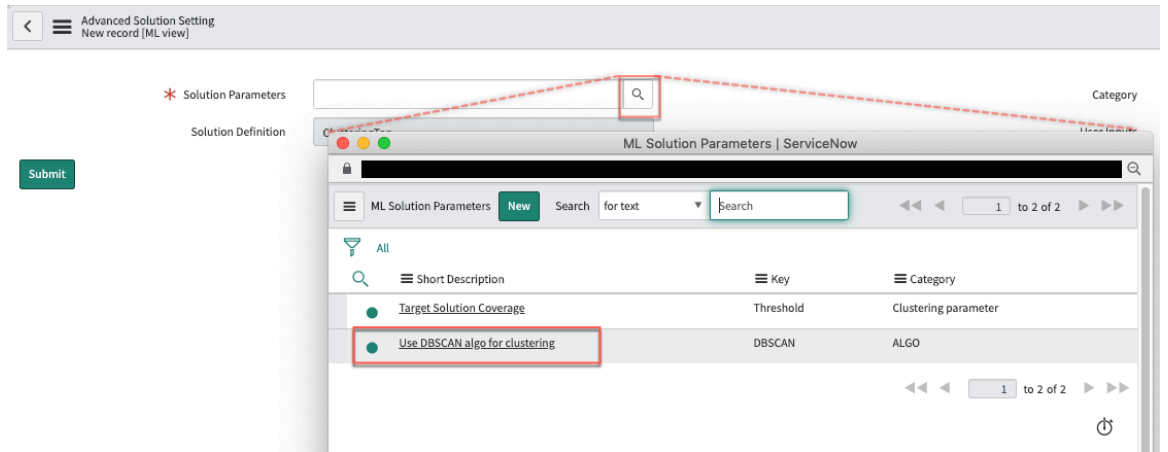 Advanced Solution Setting
New record [ML view]
Solution Parameters
Category
Solution Definition
Submit
ML Solution Parameters | ServiceNow
ML Solution Parameters New Search for text Search 1 to 2 of 2
All
Short Description Key Category
Target Solution Coverage Threshold Clustering parameter
Use DBSCAN algo for clustering DBSCAN ALGO
1 to 2 of 2